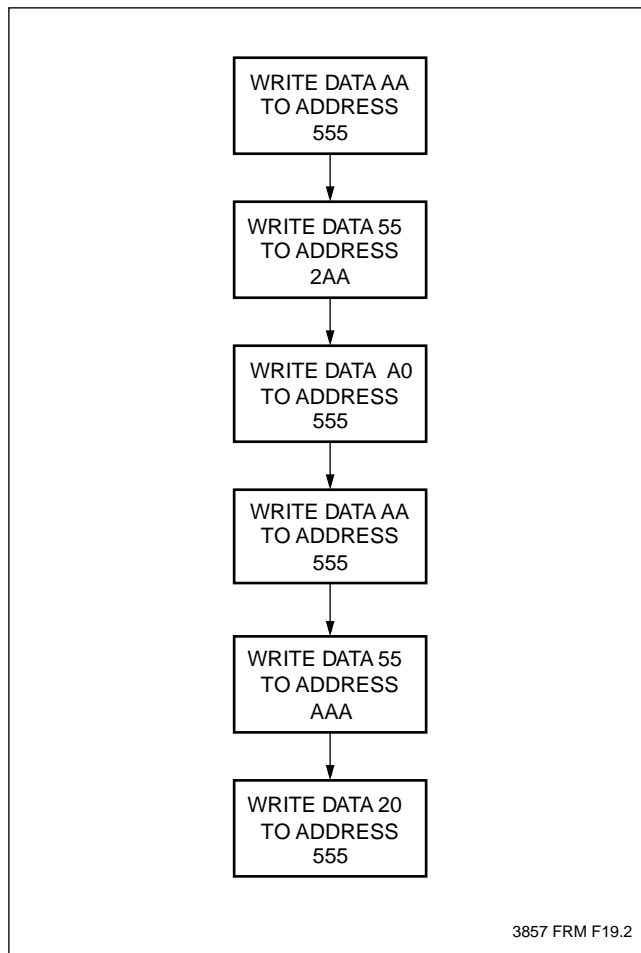 WRITE DATA AA
TO ADDRESS
555
WRITE DATA 55
TO ADDRESS
2AA
WRITE DATA A0
TO ADDRESS
555
WRITE DATA AA
TO ADDRESS
555
WRITE DATA 55
TO ADDRESS
AAA
WRITE DATA 20
TO ADDRESS
555
3857 FRM F19.2